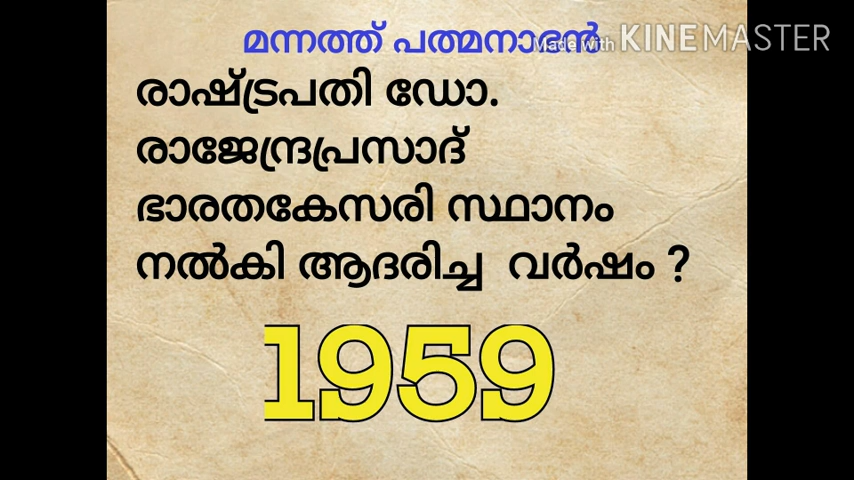 മന്നത്ത് പത്മനാഭൻ
Made with KINEMASTER
രാഷ്ട്രപതി ഡോ.
രാജേന്ദ്രപ്രസാദ്
ഭാരതകേസരി സ്ഥാനം
നൽകി ആദരിച്ച വർഷം ?
1959